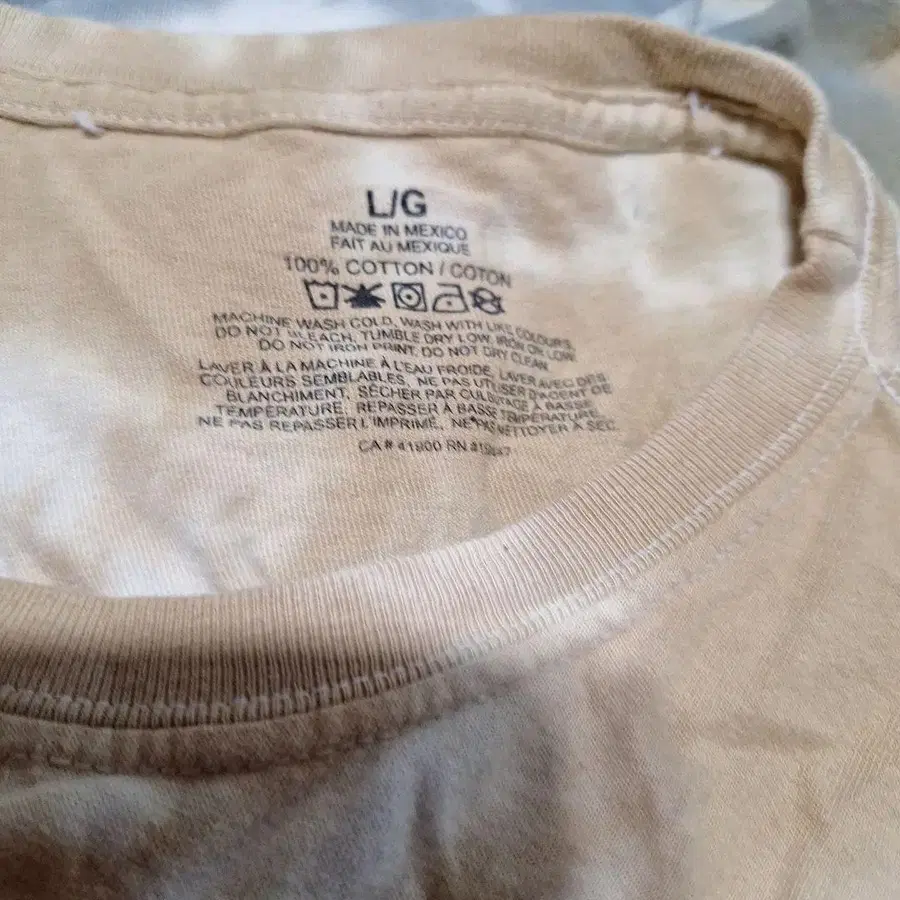 L/G
MADE IN MEXICO
FAIT AU MEXIQUE
100% COTTON / COTON
MACHINE WASH COLD, WASH WITH LIKE COLOURS,
DO NOT BLEACH, TUMBLE DRY LOW, IRON ON LOW
DO NOT IRON PRINT, DO NOT DRY CLEAN
LAVER À LA MACHINE À L'EAU FROIDE, LAVER AVEC DES
COULEURS SEMBLABLES, NE PAS UTILISER D'AGENT DE
BLANCHIMENT, SÉCHER PAR CULBUTAGE À BASSE
TEMPÉRATURE, REPASSER À BASSE TEMPÉRATURE
NE PAS REPASSER L'IMPRIMÉ, NE PAS NETTOYER À SEC.
CA # 41800 RN